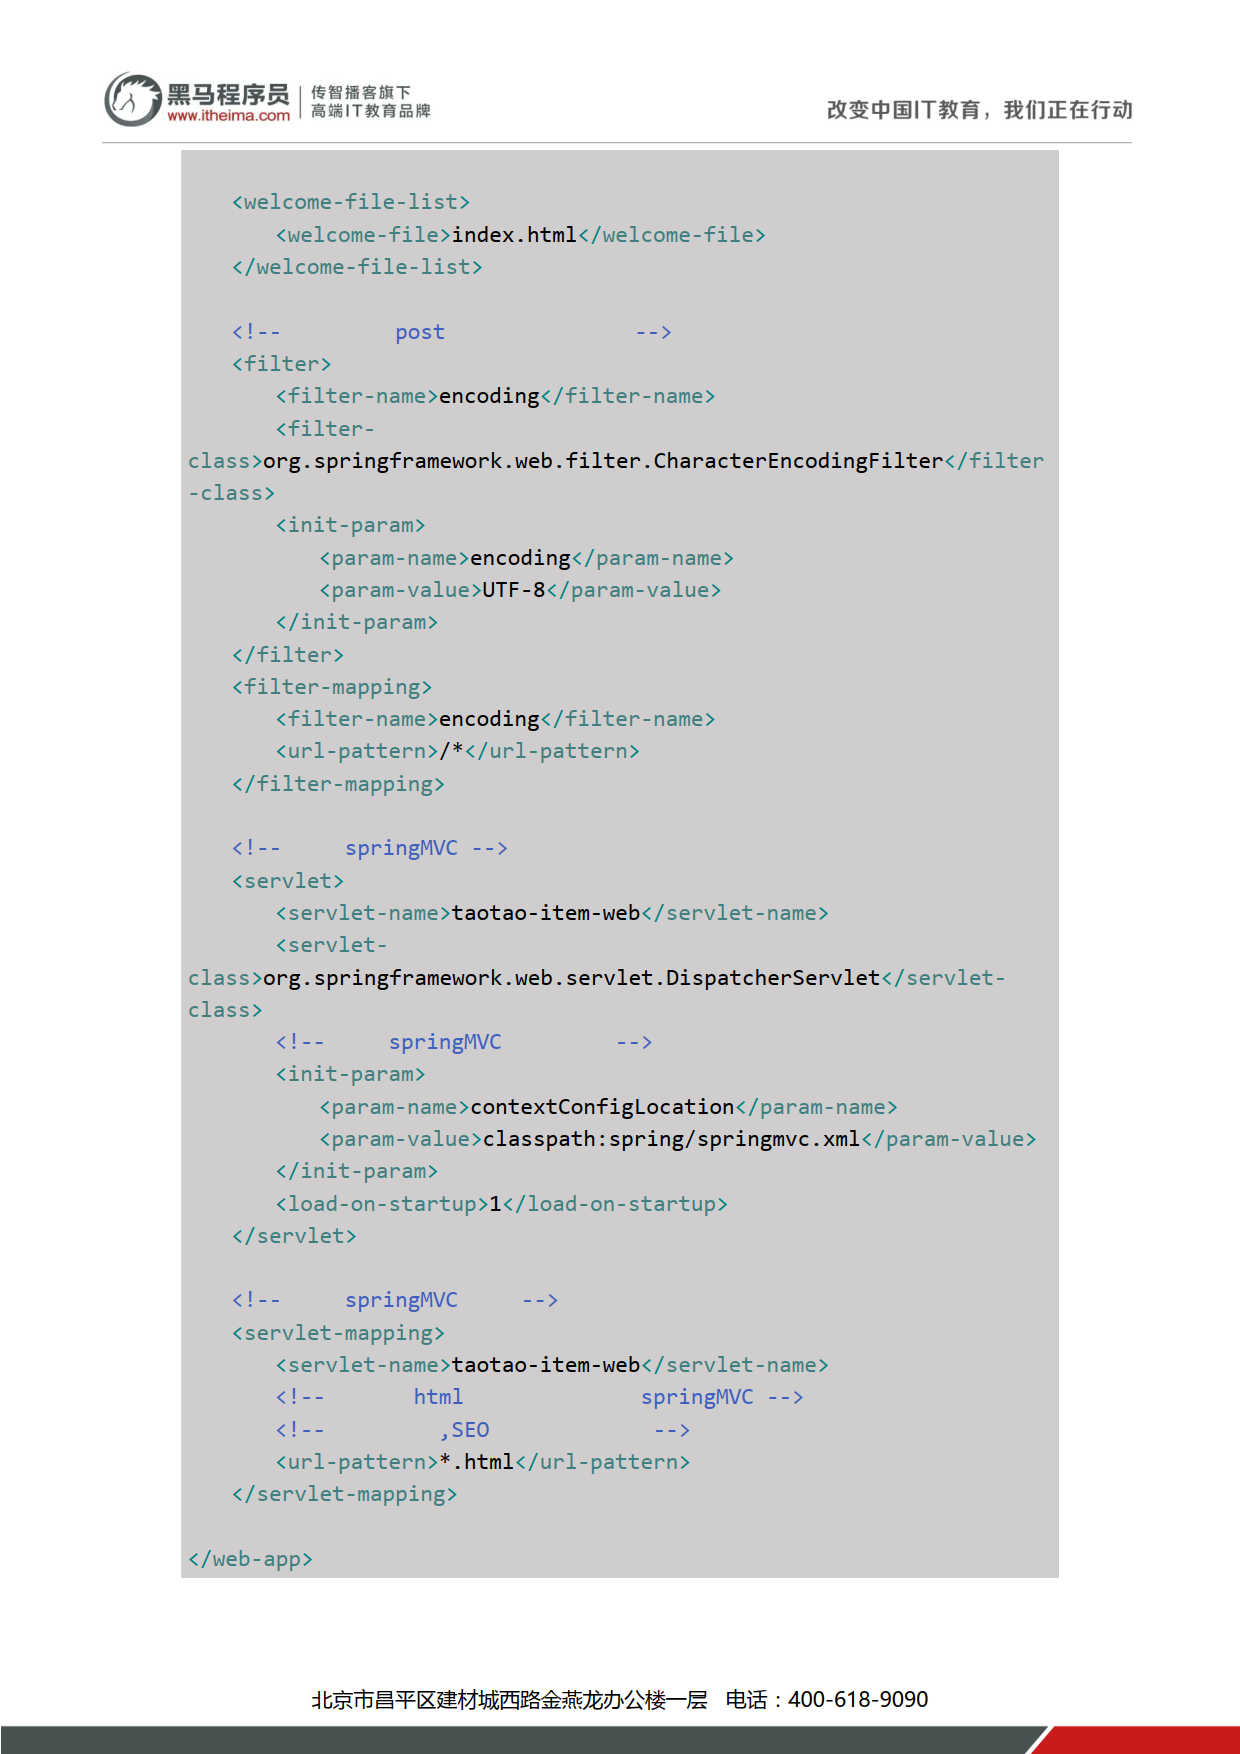 黑马程序员
www.itheima.com
传智播客旗下
高端IT教育品牌
改变中国IT教育，我们正在行动
<welcome-file-list>
<welcome-file>index.html</welcome-file>
</welcome-file-list>
<!-- post -->
<filter>
<filter-name>encoding</filter-name>
<filter-
class>org.springframework.web.filter.CharacterEncodingFilter</filter
-class>
<init-param>
<param-name>encoding</param-name>
<param-value>UTF-8</param-value>
</init-param>
</filter>
<filter-mapping>
<filter-name>encoding</filter-name>
<url-pattern>/*</url-pattern>
</filter-mapping>
<!-- springMVC -->
<servlet>
<servlet-name>taotao-item-web</servlet-name>
<servlet-
class>org.springframework.web.servlet.DispatcherServlet</servlet-
class>
<!-- springMVC -->
<init-param>
<param-name>contextConfigLocation</param-name>
<param-value>classpath:spring/springmvc.xml</param-value>
</init-param>
<load-on-startup>1</load-on-startup>
</servlet>
<!-- springMVC -->
<servlet-mapping>
<servlet-name>taotao-item-web</servlet-name>
<!-- html springMVC -->
<!-- ,SEO -->
<url-pattern>*.html</url-pattern>
</servlet-mapping>
</web-app>
北京市昌平区建材城西路金燕龙办公楼一层 电话：400-618-9090